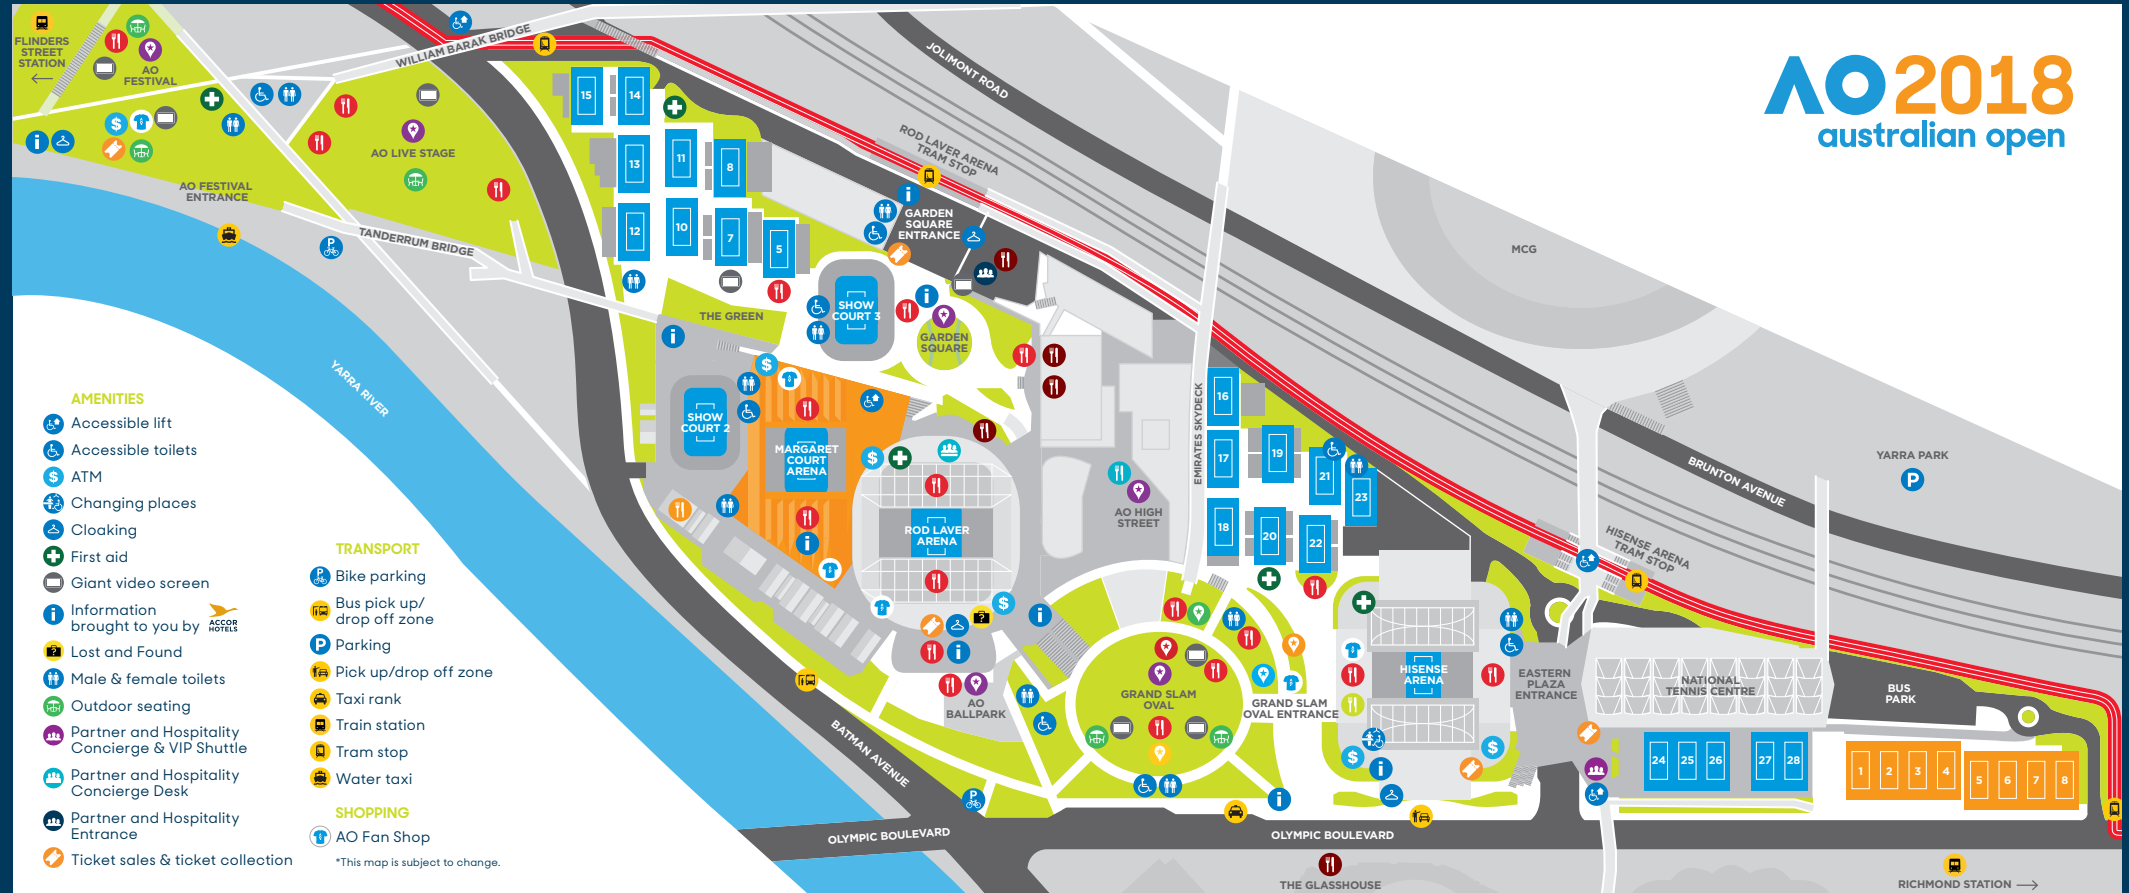 FLINDERS
STREET
STATION
AO
FESTIVAL
WILLIAM BARAK BRIDGE
JOLIMONT ROAD
AO 2018
australian open
AO LIVE STAGE
AO FESTIVAL
ENTRANCE
TANDERRUM BRIDGE
ROD LAVER ARENA
TRAM STOP
GARDEN
SQUARE
ENTRANCE
MCG
15
14
13
11
8
12
10
7
5
THE GREEN
SHOW
COURT 3
GARDEN
SQUARE
YARRA RIVER
SHOW
COURT 2
MARGARET
COURT
ARENA
ROD LAVER
ARENA
AO HIGH
STREET
EMIRATES SKYDECK
16
17
18
19
20
21
22
23
BRUNTON AVENUE
YARRA PARK
P
HISENSE ARENA
TRAM STOP
AO
BALLPARK
GRAND SLAM
OVAL
GRAND SLAM
OVAL ENTRANCE
HISENSE
ARENA
EASTERN
PLAZA
ENTRANCE
NATIONAL
TENNIS CENTRE
BUS
PARK
24
25
26
27
28
1
2
3
4
5
6
7
8
BATMAN AVENUE
OLYMPIC BOULEVARD
OLYMPIC BOULEVARD
THE GLASSHOUSE
RICHMOND STATION
AMENITIES
Accessible lift
Accessible toilets
ATM
Changing places
Cloaking
First aid
Giant video screen
Information
brought to you by
ACCOR
HOTELS
Lost and Found
Male & female toilets
Outdoor seating
Partner and Hospitality
Concierge & VIP Shuttle
Partner and Hospitality
Concierge Desk
Partner and Hospitality
Entrance
Ticket sales & ticket collection
TRANSPORT
Bike parking
Bus pick up/
drop off zone
Parking
Pick up/drop off zone
Taxi rank
Train station
Tram stop
Water taxi
SHOPPING
AO Fan Shop
*This map is subject to change.